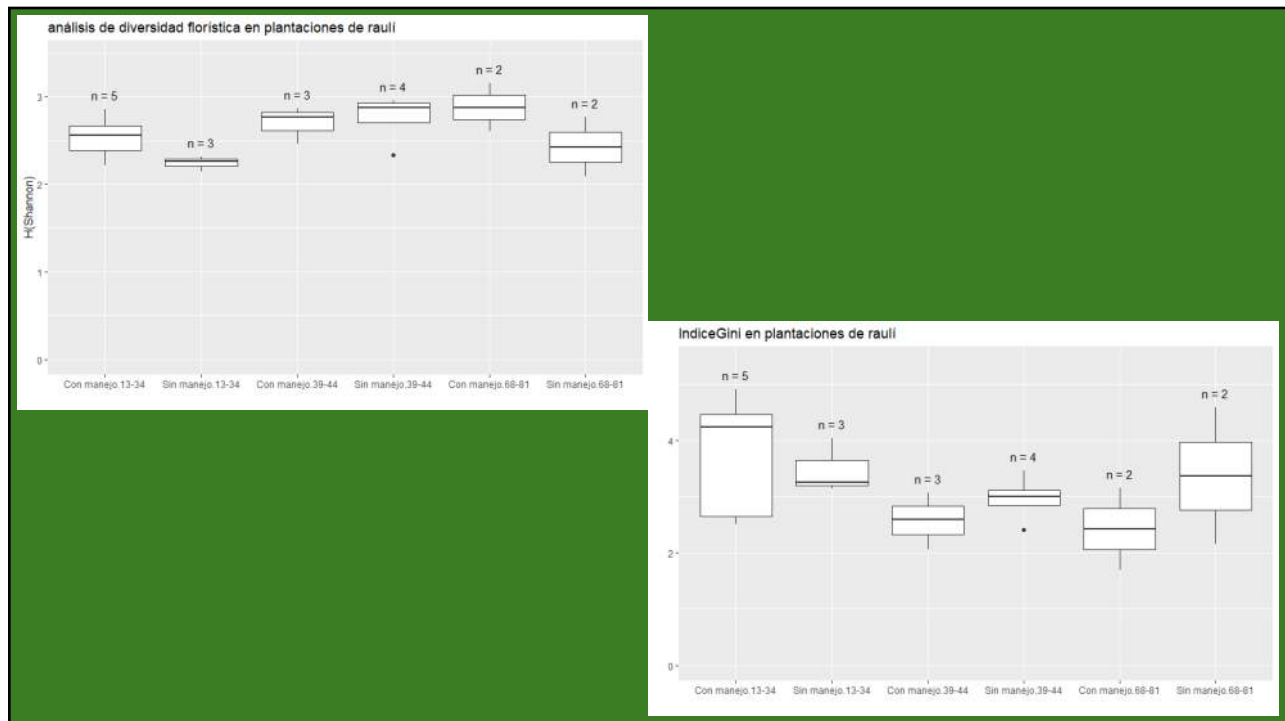 análisis de diversidad florística en plantaciones de raulí
n = 5
n = 3
n = 3
n = 4
n = 2
n = 2
H(Shannon)
3
2
1
0
Con manejo.13-34
Sin manejo.13-34
Con manejo.39-44
Sin manejo.39-44
Con manejo.68-81
Sin manejo.68-81
IndiceGini en plantaciones de raulí
n = 5
n = 3
n = 3
n = 4
n = 2
n = 2
4
2
0
Con manejo.13-34
Sin manejo.13-34
Con manejo.39-44
Sin manejo.39-44
Con manejo.68-81
Sin manejo.68-81